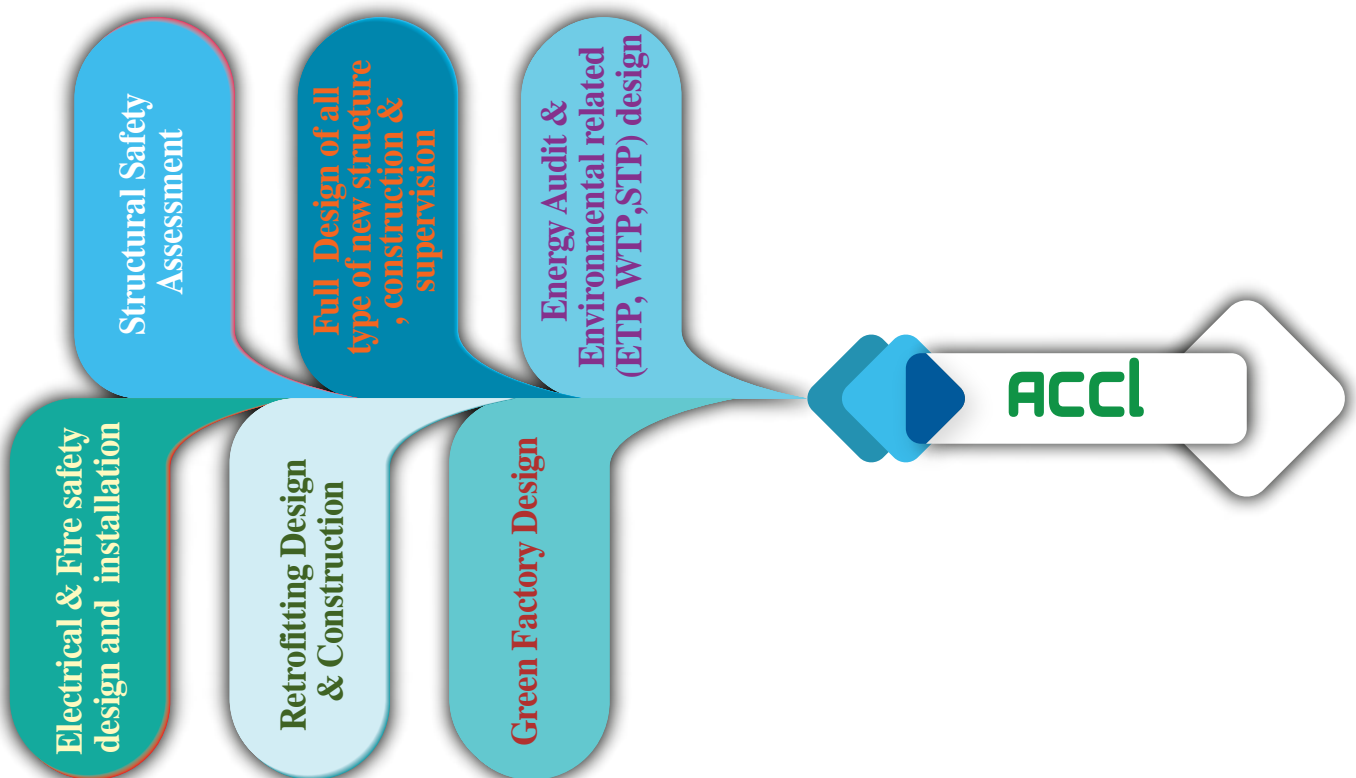 Structural Safety
Assessment
Full Design of all
type of new structure
, construction &
supervision
Energy Audit &
Environmental related
(ETP, WTP,STP) design
Electrical & Fire safety
design and installation
Retrofitting Design
& Construction
Green Factory Design
ACCL